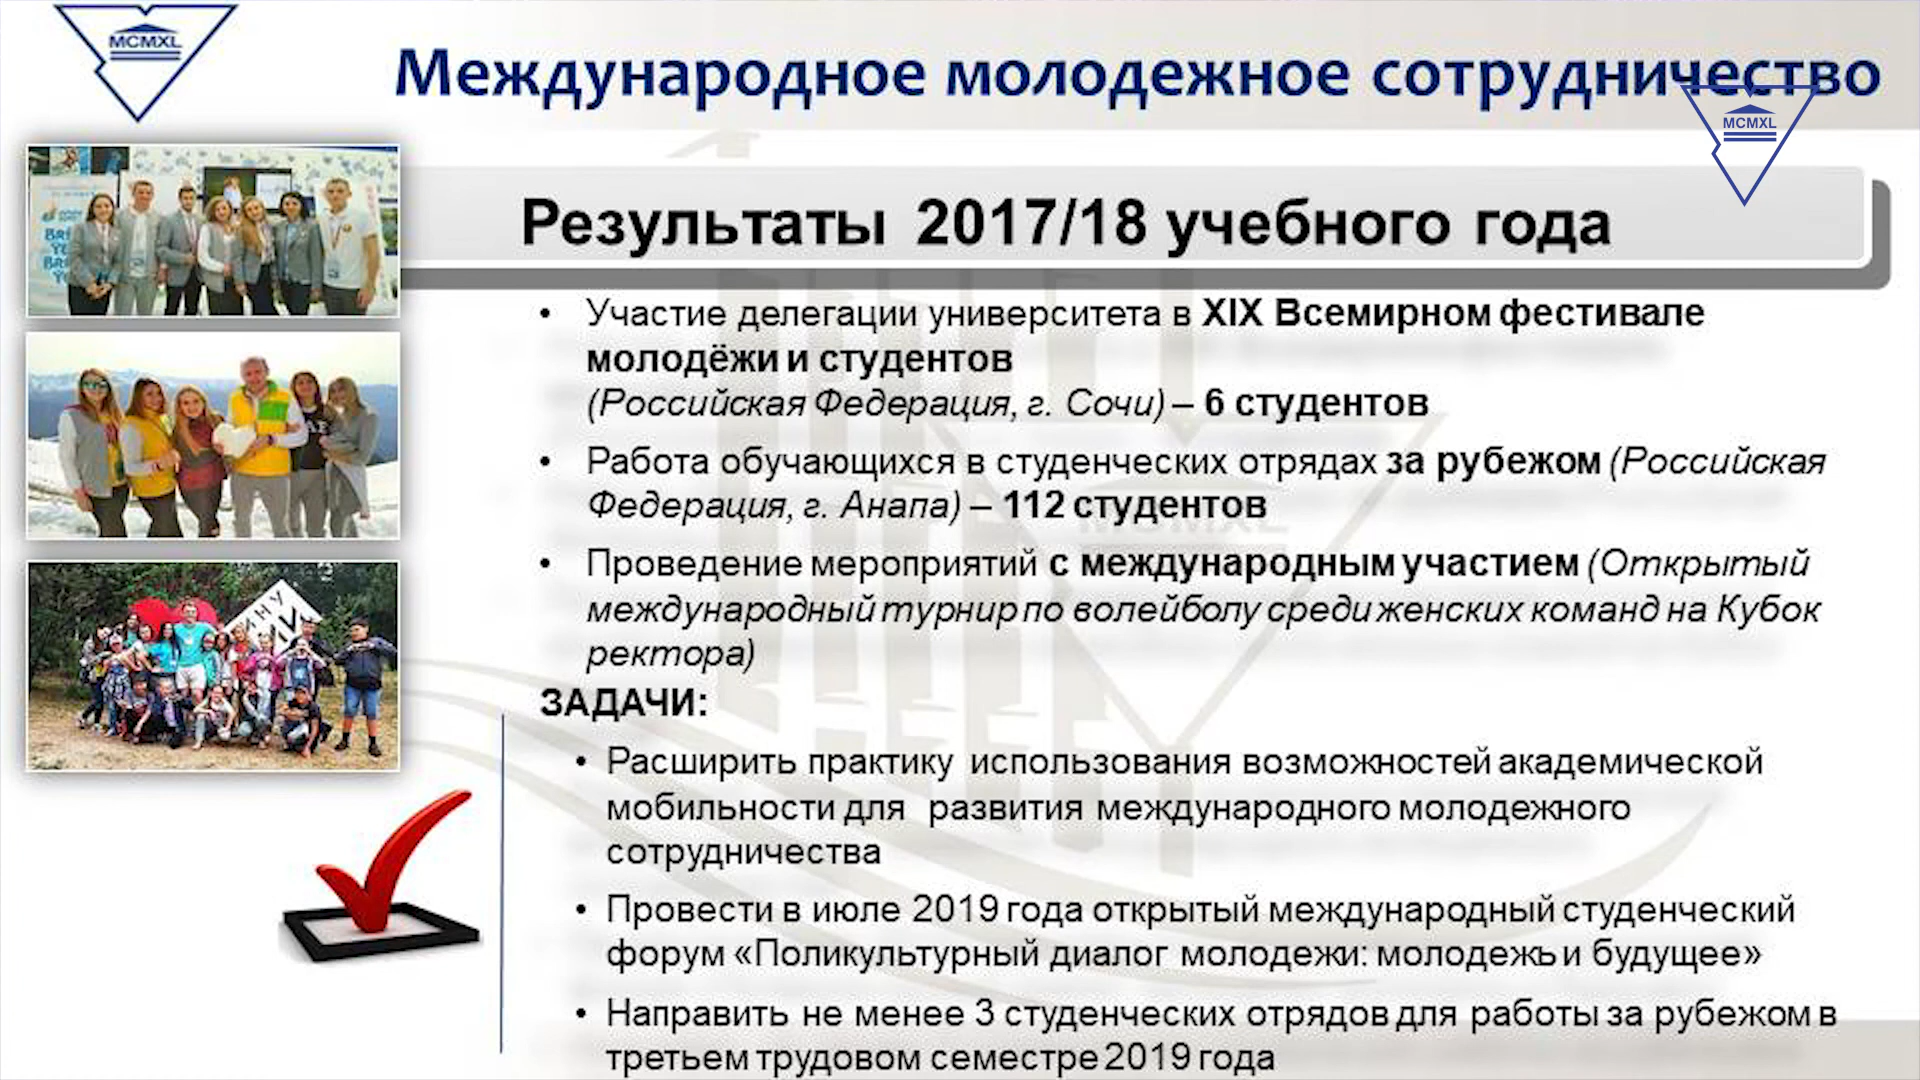 MCMXL
Международное молодежное сотрудничество
MCMXL
Результаты 2017/18 учебного года
• Участие делегации университета в XIX Всемирном фестивале
молодёжи и студентов
(Российская Федерация, г. Сочи) – 6 студентов
• Работа обучающихся в студенческих отрядах за рубежом (Российская
Федерация, г. Анапа) – 112 студентов
• Проведение мероприятий с международным участием (Открытый
международный турнир по волейболу среди женских команд на Кубок
ректора)
ЗАДАЧИ:
• Расширить практику использования возможностей академической
мобильности для развития международного молодежного
сотрудничества
• Провести в июле 2019 года открытый международный студенческий
форум «Поликультурный диалог молодежи: молодежь и будущее»
• Направить не менее 3 студенческих отрядов для работы за рубежом в
третьем трудовом семестре 2019 года